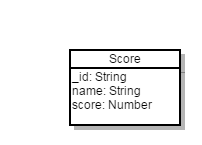 Score
_id: String
name: String
score: Number